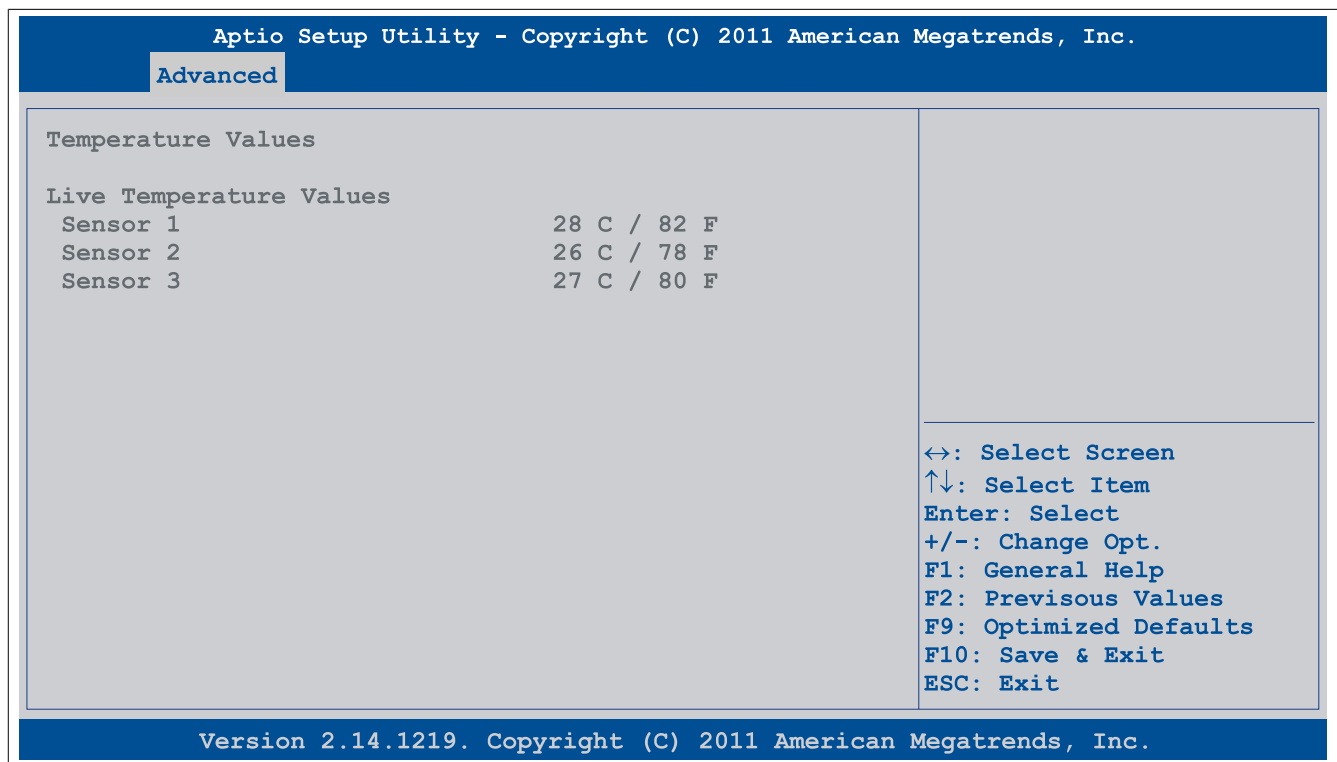 Aptio Setup Utility - Copyright (C) 2011 American Megatrends, Inc.
Advanced
Temperature Values
Live Temperature Values
Sensor 1 28 C / 82 F
Sensor 2 26 C / 78 F
Sensor 3 27 C / 80 F
↔: Select Screen
↑↓: Select Item
Enter: Select
+/-: Change Opt.
F1: General Help
F2: Previsous Values
F9: Optimized Defaults
F10: Save & Exit
ESC: Exit
Version 2.14.1219. Copyright (C) 2011 American Megatrends, Inc.